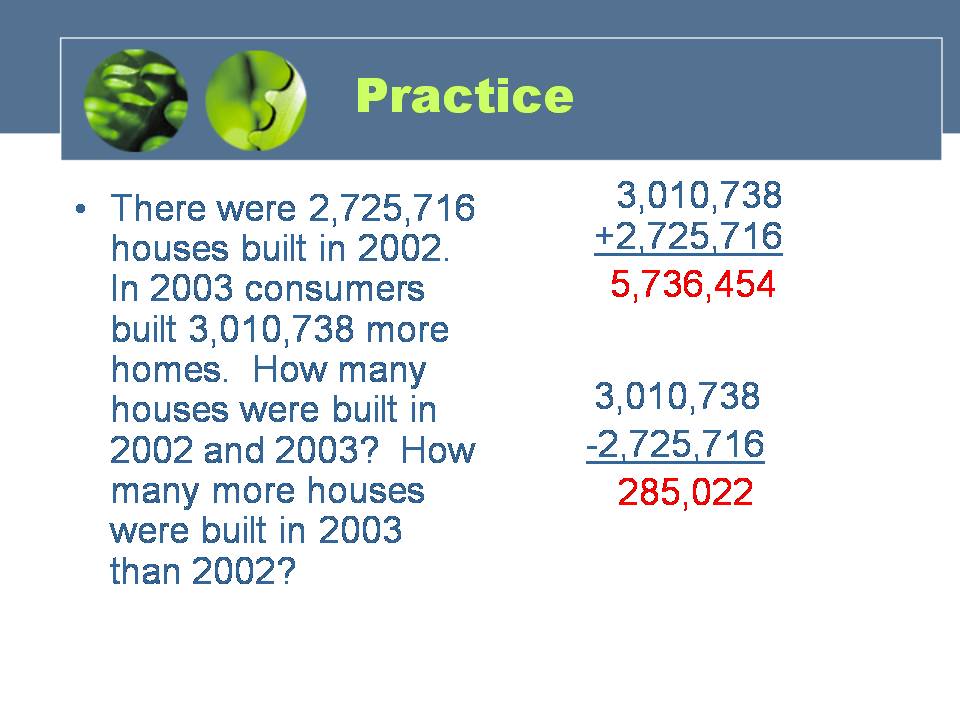 Practice
• There were 2,725,716
houses built in 2002.
In 2003 consumers
built 3,010,738 more
homes.  How many
houses were built in
2002 and 2003?  How
many more houses
were built in 2003
than 2002?
3,010,738
+2,725,716
5,736,454
3,010,738
-2,725,716
285,022